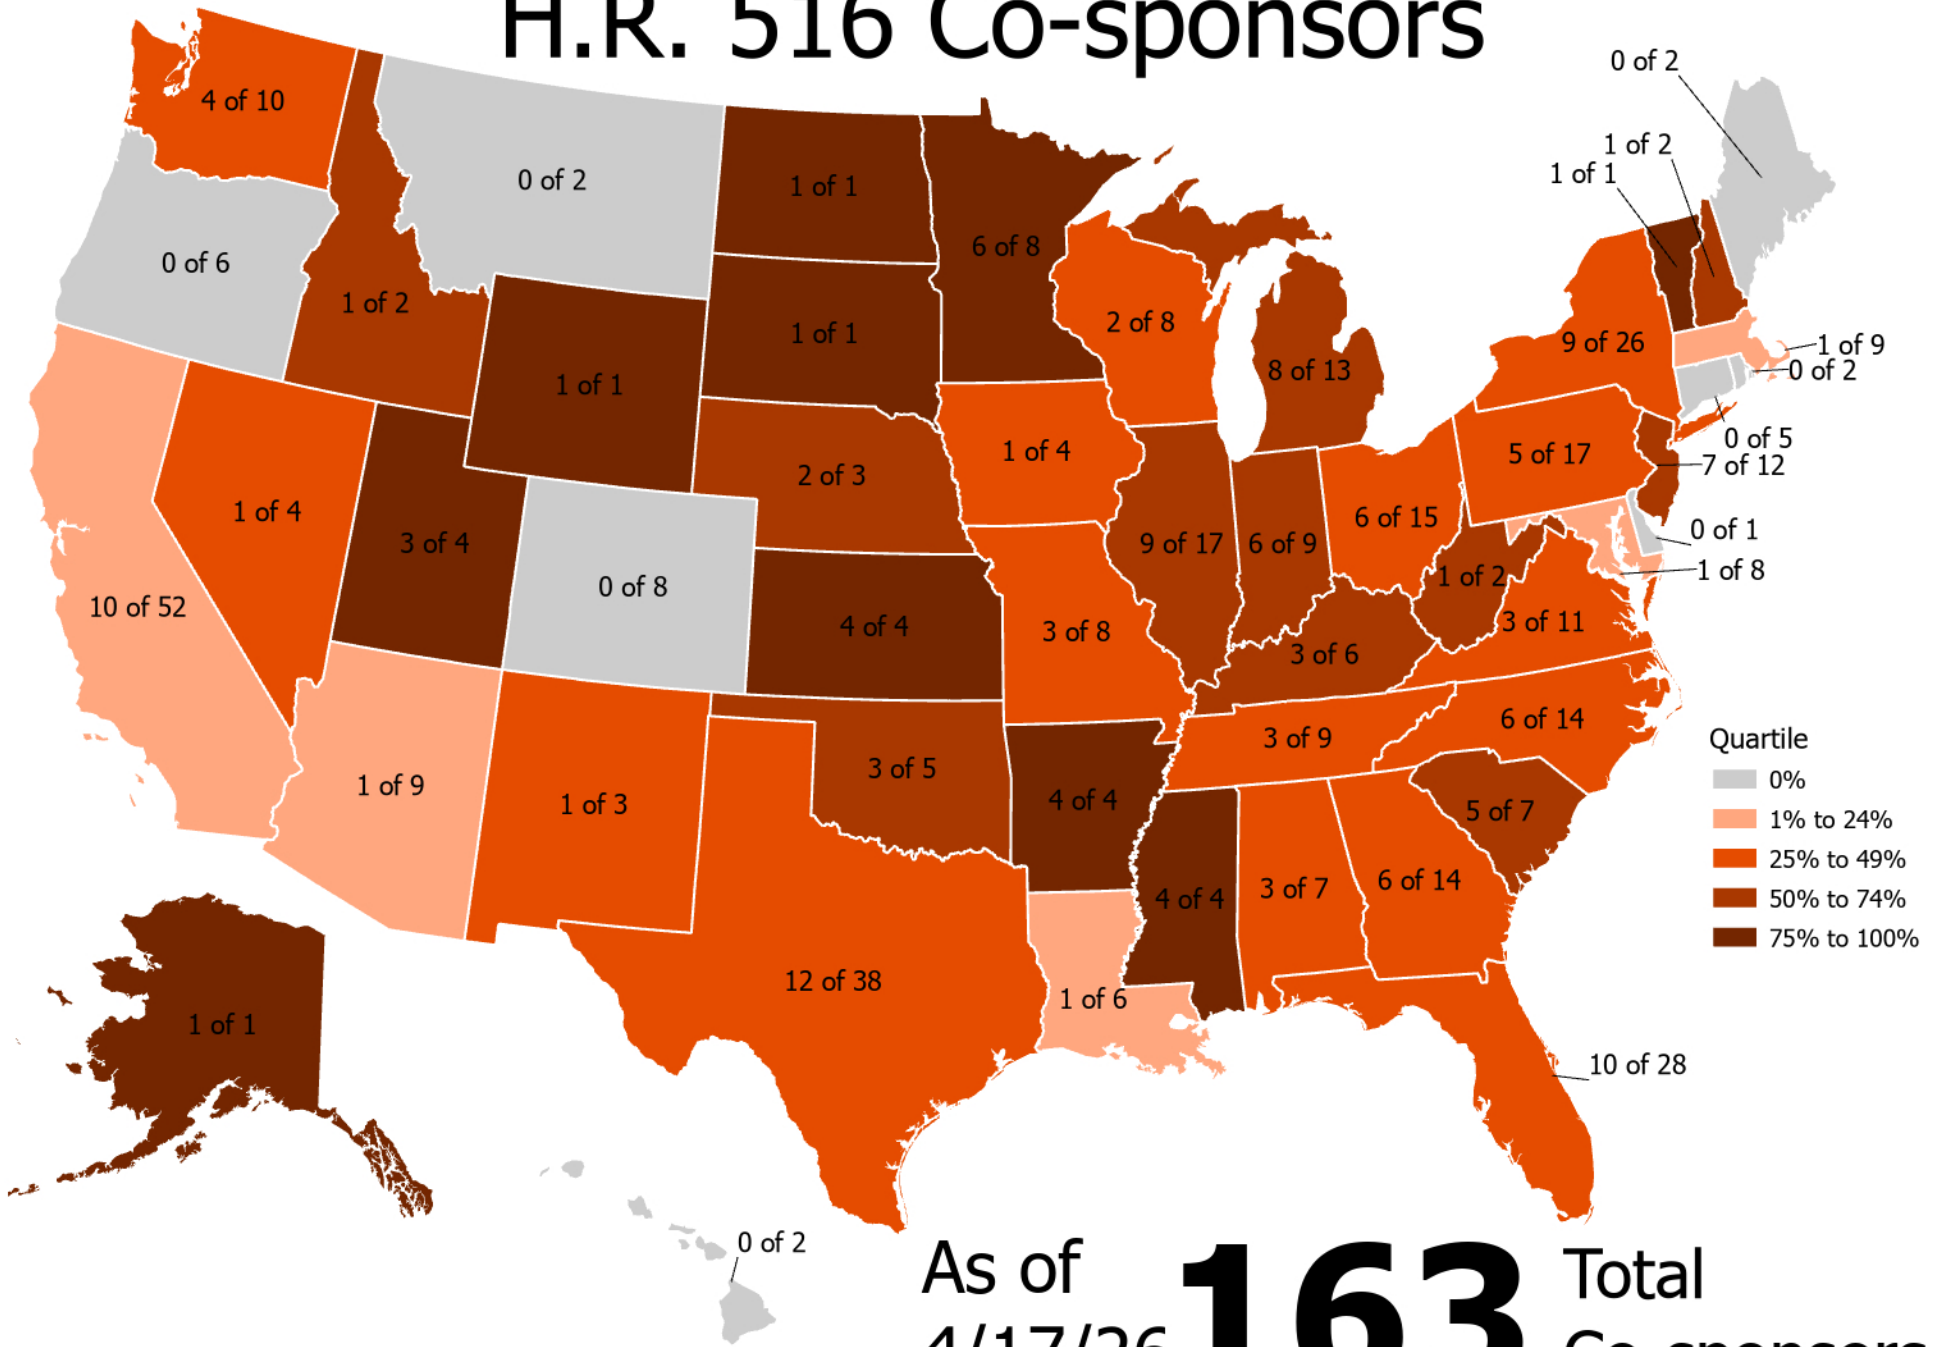 H.R. 516 Co-sponsors
0 of 2
4 of 10
1 of 2
1 of 1
0 of 2
1 of 1
6 of 8
0 of 6
1 of 2
1 of 1
2 of 8
9 of 26
1 of 9
0 of 2
1 of 1
8 of 13
0 of 5
1 of 4
5 of 17
7 of 12
2 of 3
1 of 4
6 of 15
0 of 1
3 of 4
9 of 17
6 of 9
1 of 2
1 of 8
0 of 8
10 of 52
4 of 4
3 of 8
3 of 11
3 of 6
6 of 14
3 of 9
Quartile
0%
1% to 24%
25% to 49%
50% to 74%
75% to 100%
1 of 9
1 of 3
3 of 5
4 of 4
5 of 7
4 of 4
3 of 7
6 of 14
12 of 38
1 of 6
1 of 1
10 of 28
0 of 2
As of
4/17/26
163
Total
Co-sponsors